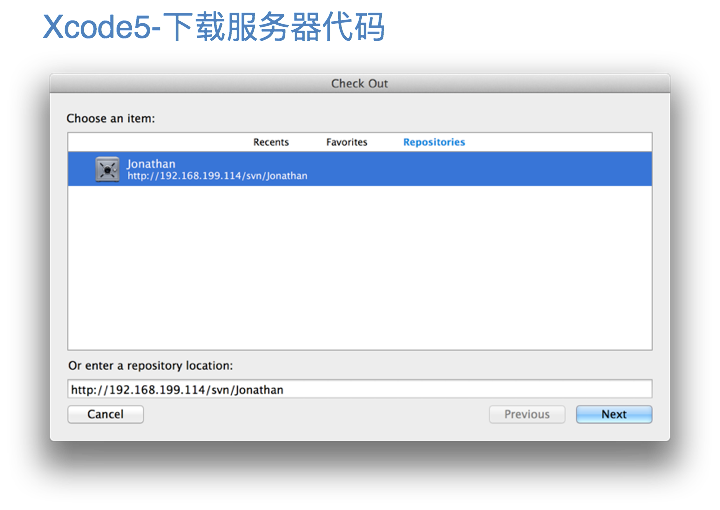 Xcode5-下载服务器代码
Check Out
Choose an item:
Recents Favorites Repositories
Jonathan
http://192.168.199.114/svn/Jonathan
Or enter a repository location:
http://192.168.199.114/svn/Jonathan
Cancel Previous Next